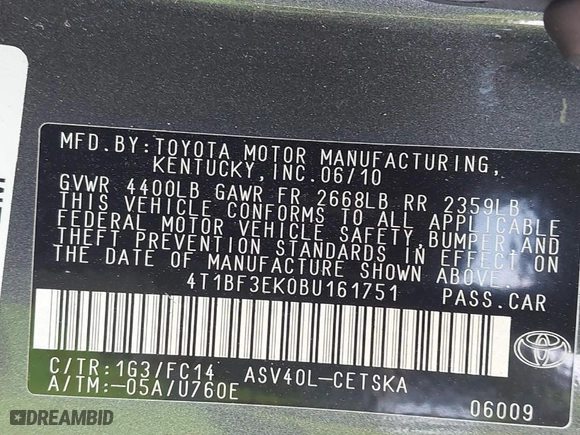 MFD.BY:TOYOTA MOTOR MANUFACTURING,
KENTUCKY,INC.06/10
GVWR 4400LB GAWR FR 2668LB RR 2359LB
THIS VEHICLE CONFORMS TO ALL APPLICABLE
FEDERAL MOTOR VEHICLE SAFETY,BUMPER AND
THEFT PREVENTION STANDARDS IN EFFECT ON
THE DATE OF MANUFACTURE SHOWN ABOVE.
4T1BF3EK0BU161751 PASS.CAR
C/TR:1G3/FC14 ASV40L-CETSKA
A/TM:-05A/U760E
06009
DREAMBID